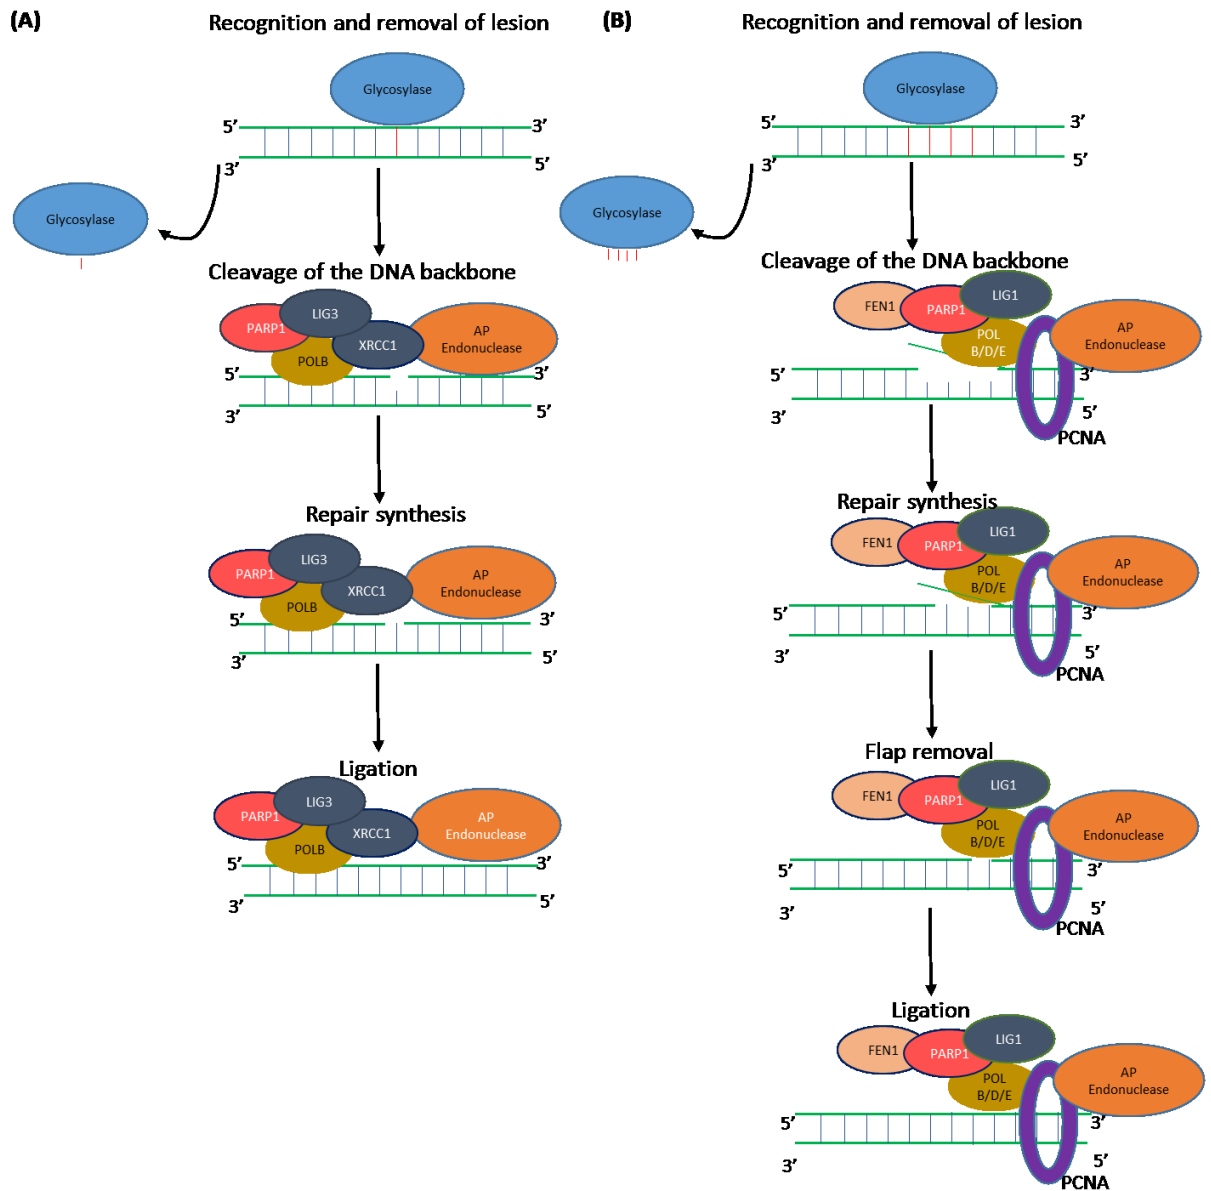 (A)
Recognition and removal of lesion
Glycosylase
5’
3’
3’
5’
Glycosylase
Cleavage of the DNA backbone
PARP1
LIG3
XRCC1
POLB
AP
Endonuclease
5’
3’
3’
5’
Repair synthesis
PARP1
LIG3
XRCC1
POLB
AP
Endonuclease
5’
3’
3’
5’
Ligation
PARP1
LIG3
XRCC1
POLB
AP
Endonuclease
5’
3’
3’
5’
(B)
Recognition and removal of lesion
Glycosylase
5’
3’
3’
5’
Glycosylase
Cleavage of the DNA backbone
FEN1
PARP1
LIG1
POL
B/D/E
AP
Endonuclease
5’
3’
3’
5’
PCNA
Repair synthesis
FEN1
PARP1
LIG1
POL
B/D/E
AP
Endonuclease
5’
3’
3’
5’
PCNA
Flap removal
FEN1
PARP1
LIG1
POL
B/D/E
AP
Endonuclease
5’
3’
3’
5’
PCNA
Ligation
FEN1
PARP1
LIG1
POL
B/D/E
AP
Endonuclease
5’
3’
3’
5’
PCNA